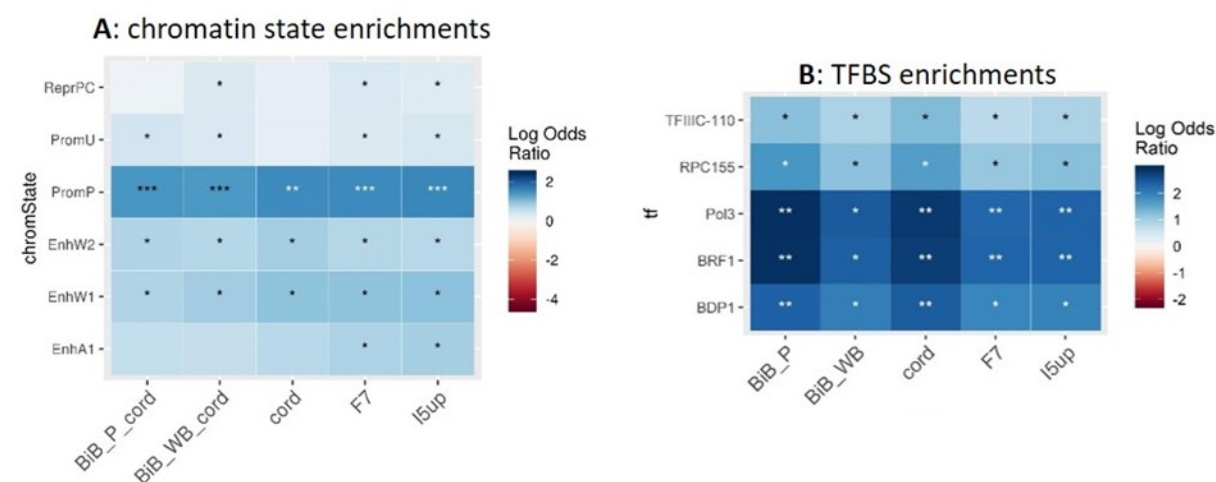 A: chromatin state enrichments
chromState
ReprPC
* * *
PromU
* * * *
PromP
*** *** ** *** ***
EnhW2
* * * * *
EnhW1
* * * * *
EnhA1
* *
BiB_P_cord
BiB_WB_cord
cord
F7
I5up
Log Odds
Ratio
2
0
-2
-4
B: TFBS enrichments
tf
TFIIIC-110
* * * * *
RPC155
* * * * *
Pol3
** * ** ** **
BRF1
** * ** ** **
BDP1
** * ** * *
BiB_P
BiB_WB
cord
F7
I5up
Log Odds
Ratio
2
1
0
-1
-2